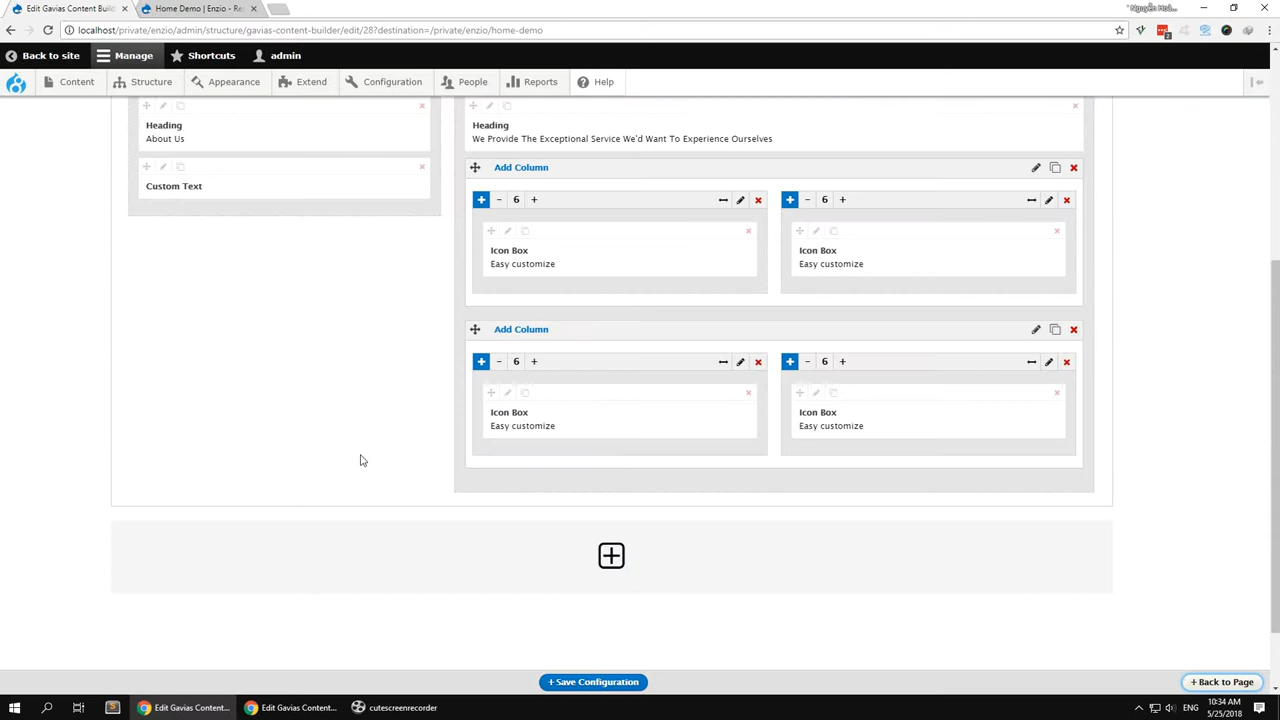 Edit Gavias Content Buil
Home Demo | Enzio - Re
localhost/private/enzio/admin/structure/gavias-content-builder/edit/28?destination=/private/enzio/home-demo
Back to site
Manage
Shortcuts
admin
Content
Structure
Appearance
Extend
Configuration
People
Reports
Help
Heading
About Us
Custom Text
Heading
We Provide The Exceptional Service We'd Want To Experience Ourselves
Add Column
6
6
Icon Box
Easy customize
Icon Box
Easy customize
Add Column
6
6
Icon Box
Easy customize
Icon Box
Easy customize
+ Save Configuration
+ Back to Page
Edit Gavias Content...
Edit Gavias Content...
cutescreenrecorder
ENG
10:34 AM
5/25/2018